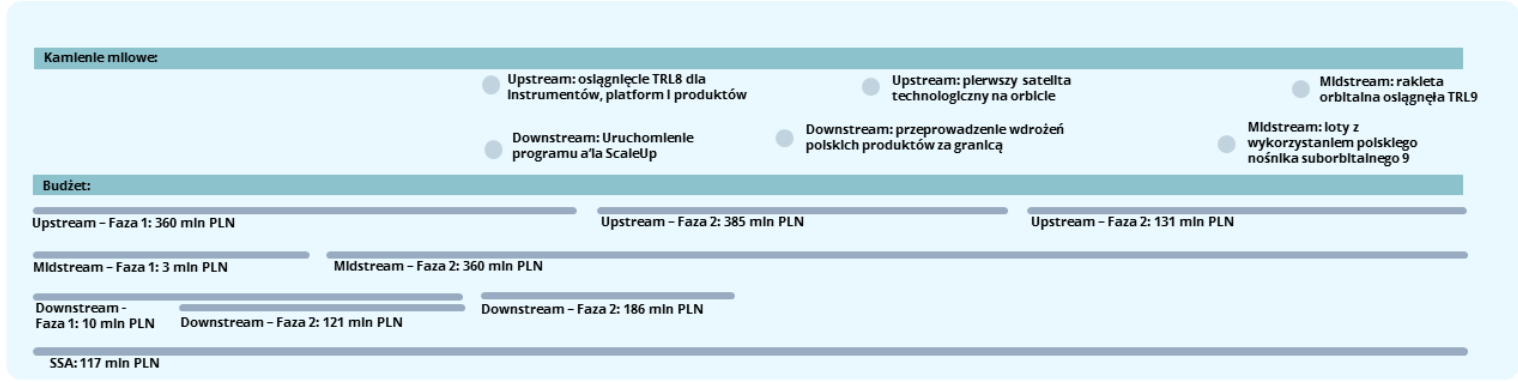 Kamienie milowe:
Upstream: osiągnięcie TRL8 dla
instrumentów, platform i produktów
Upstream: pierwszy satelita
technologiczny na orbicie
Midstream: rakieta
orbitalna osiągnęła TRL9
Downstream: Uruchomienie
programu a'la ScaleUp
Downstream: przeprowadzenie wdrożeń
polskich produktów za granicą
Midstream: loty z
wykorzystaniem polskiego
nośnika suborbitalnego 9
Budżet:
Upstream – Faza 1: 360 mln PLN
Upstream – Faza 2: 385 mln PLN
Upstream – Faza 2: 131 mln PLN
Midstream – Faza 1: 3 mln PLN
Midstream – Faza 2: 360 mln PLN
Downstream -
Faza 1: 10 mln PLN
Downstream – Faza 2: 121 mln PLN
Downstream – Faza 2: 186 mln PLN
SSA: 117 mln PLN